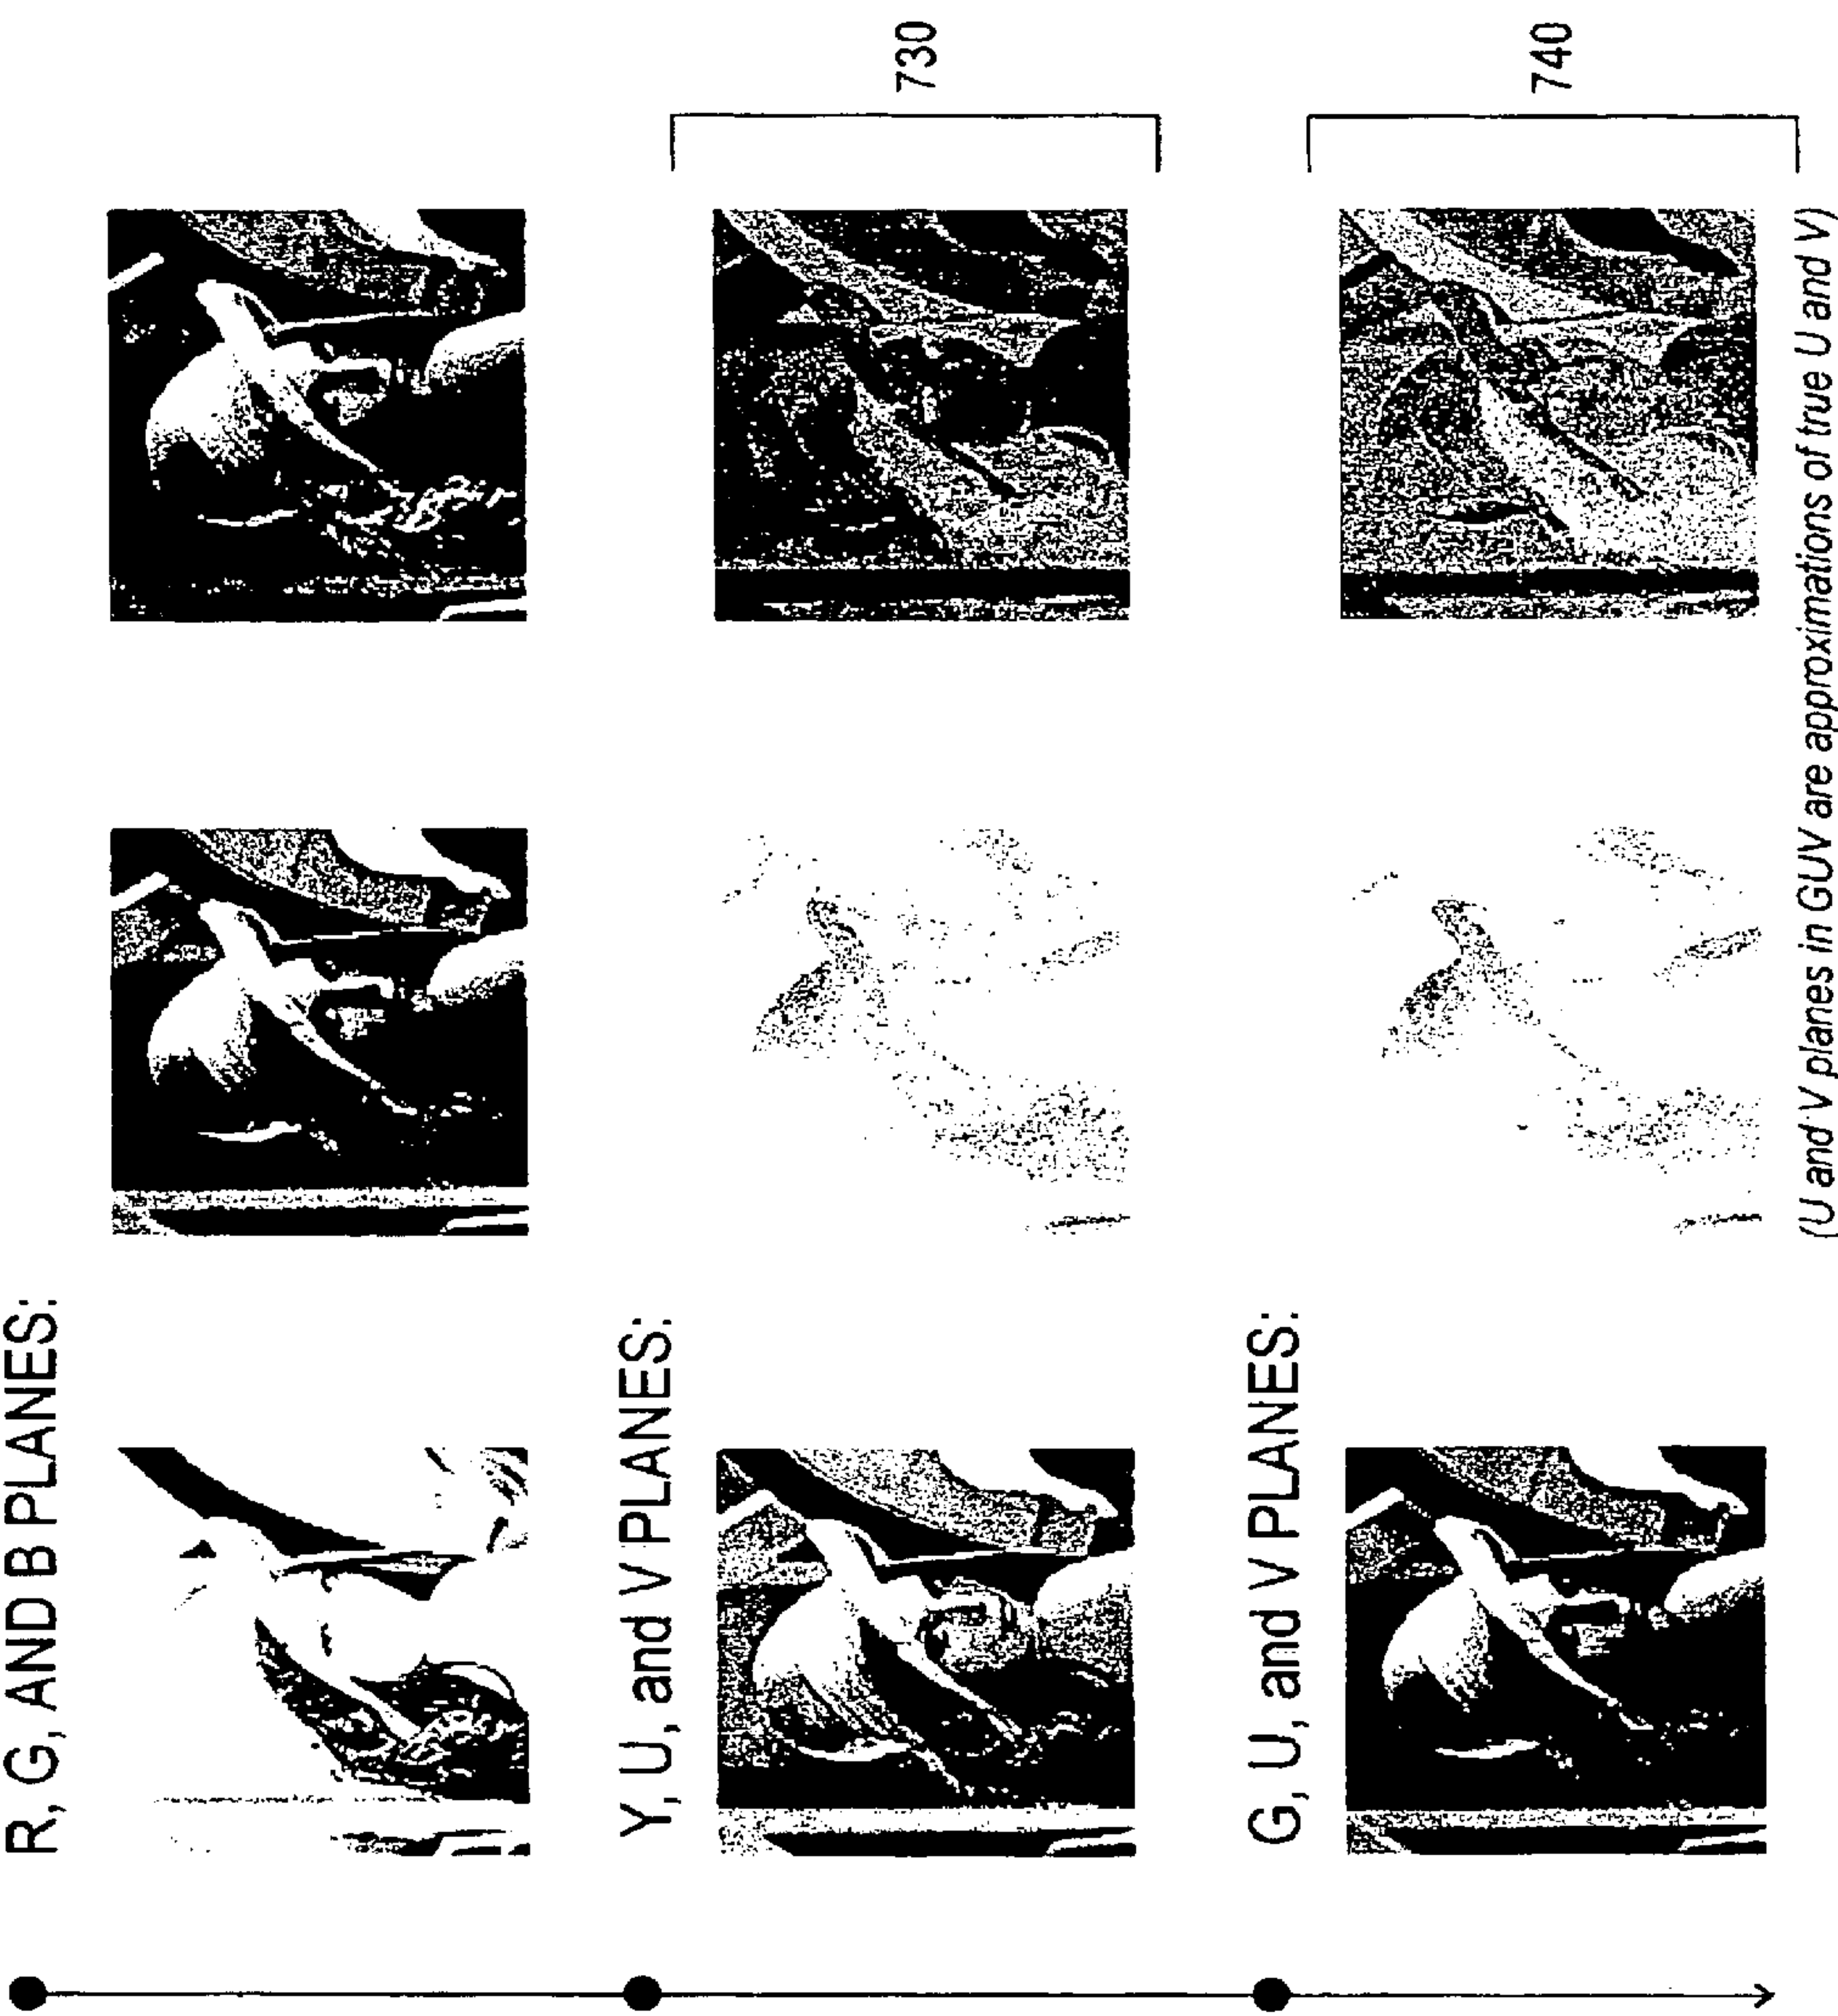 R, G, AND B PLANES:
Y, U, and V PLANES:
730
G, U, and V PLANES:
740
(U and V planes in GUV are approximations of true U and V)